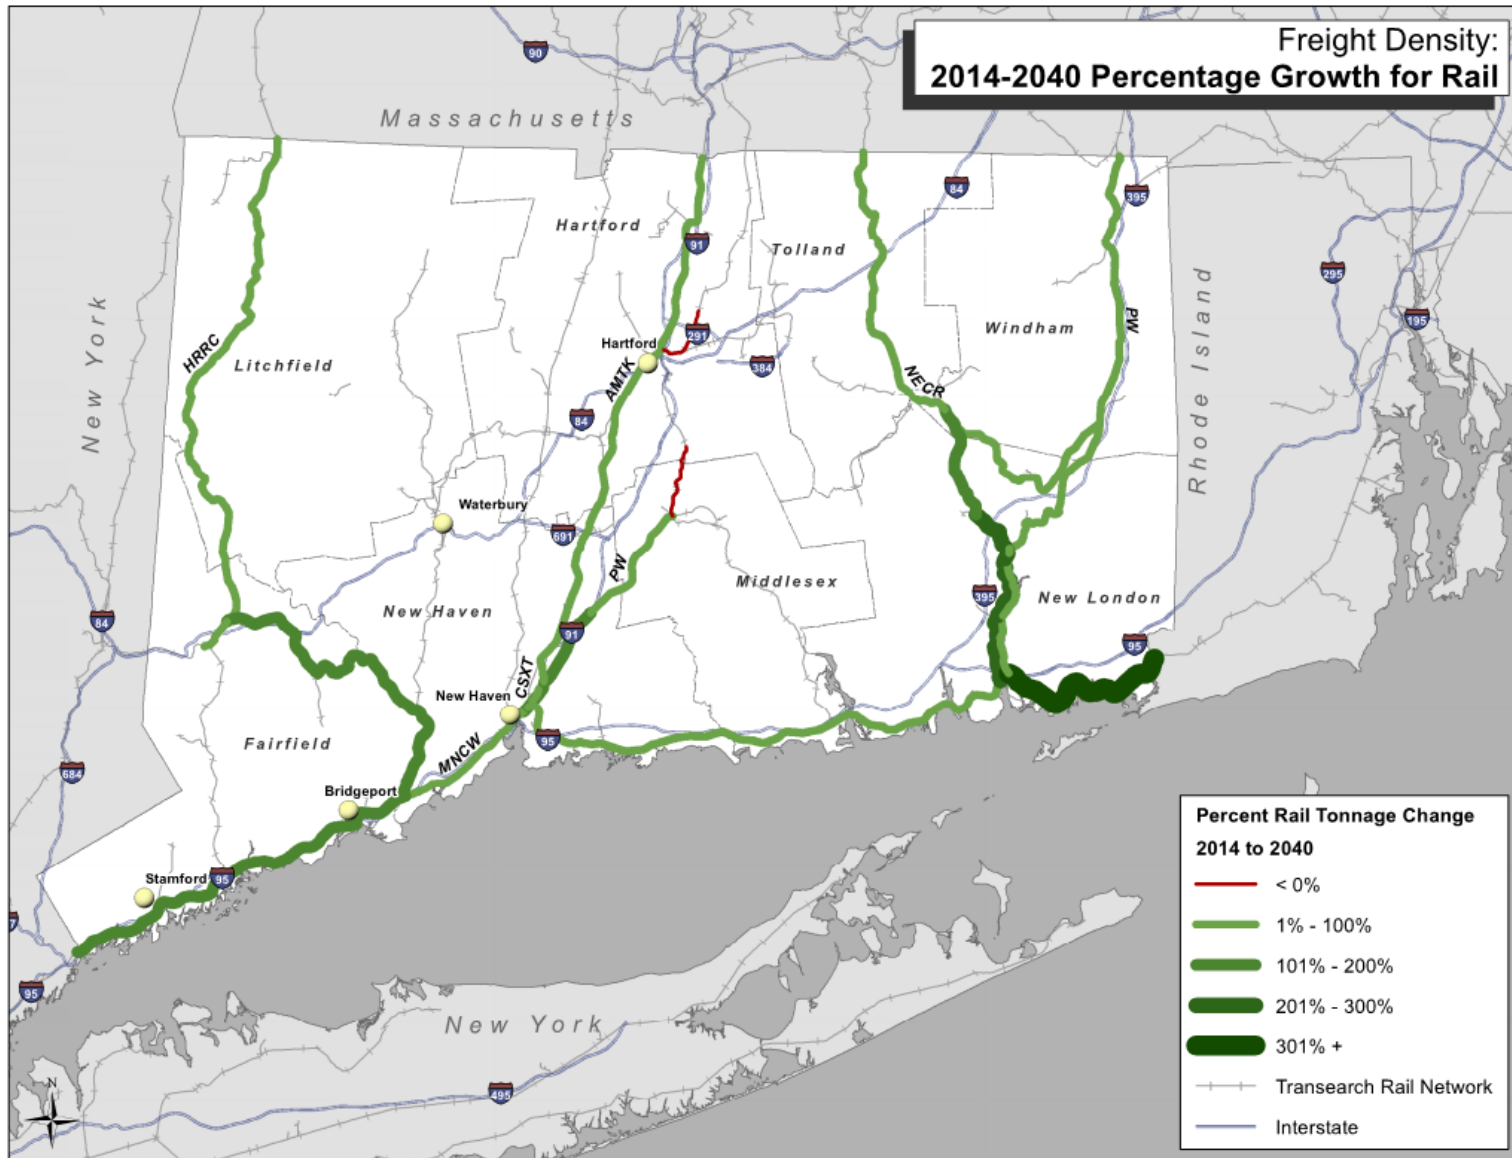 Freight Density:
2014-2040 Percentage Growth for Rail
90
Massachusetts
84
395
Hartford
91
Tolland
295
New York
Rhode Island
195
PW
Windham
291
HRRC
Hartford
Litchfield
384
AMTK
NECR
84
Waterbury
691
PW
Middlesex
395
New London
New Haven
84
91
95
CSXT
New Haven
95
MNCW
Fairfield
684
Bridgeport
Stamford
95
95
New York
495
N
Percent Rail Tonnage Change
2014 to 2040
< 0%
1% - 100%
101% - 200%
201% - 300%
301% +
Transearch Rail Network
Interstate